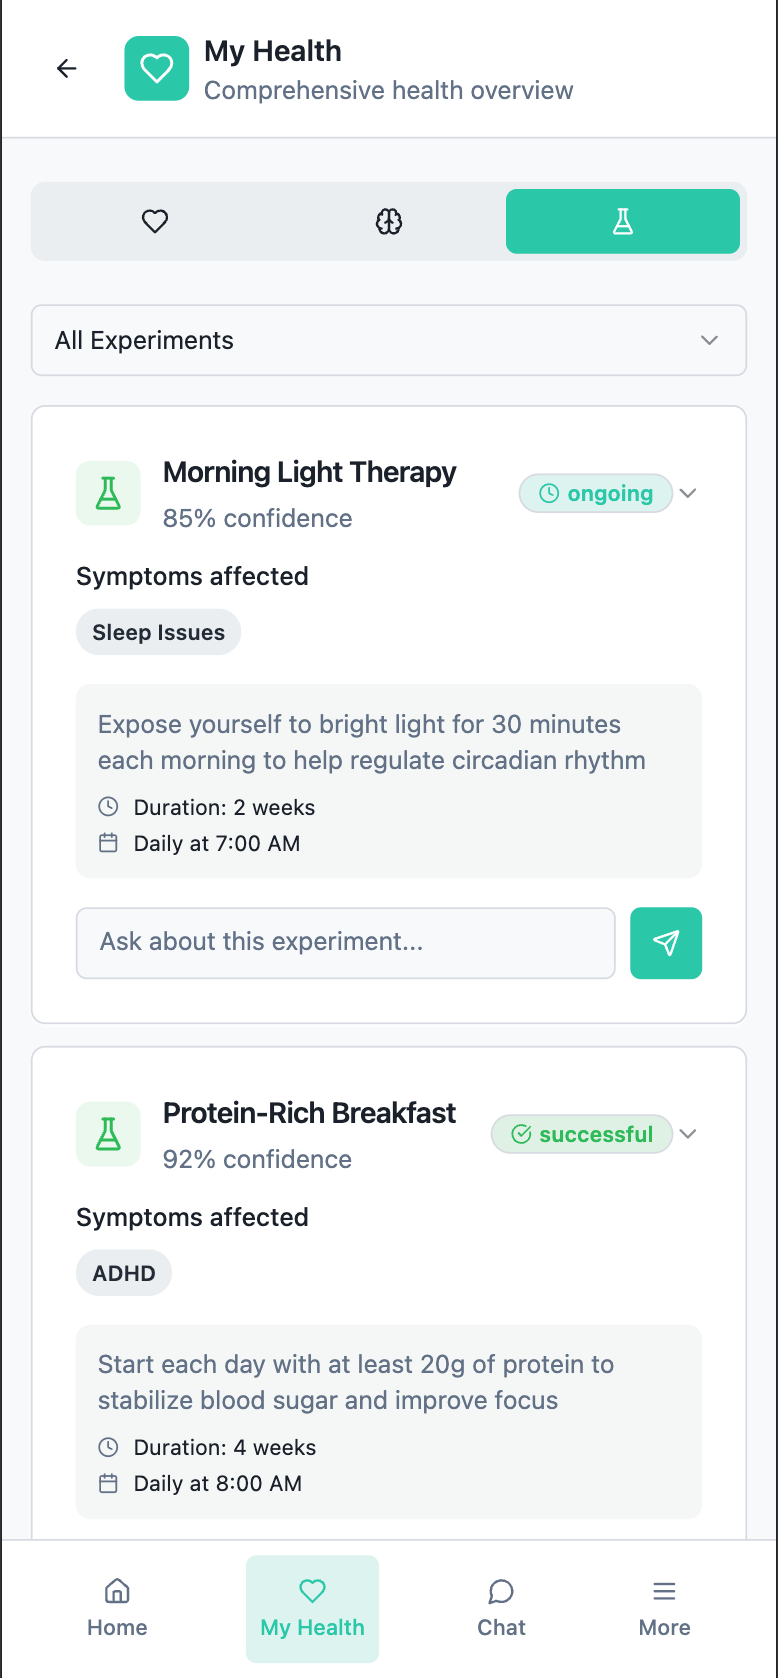 My Health
Comprehensive health overview
All Experiments
Morning Light Therapy
85% confidence
ongoing
Symptoms affected
Sleep Issues
Expose yourself to bright light for 30 minutes
each morning to help regulate circadian rhythm
Duration: 2 weeks
Daily at 7:00 AM
Ask about this experiment...
Protein-Rich Breakfast
92% confidence
successful
Symptoms affected
ADHD
Start each day with at least 20g of protein to
stabilize blood sugar and improve focus
Duration: 4 weeks
Daily at 8:00 AM
Home
My Health
Chat
More